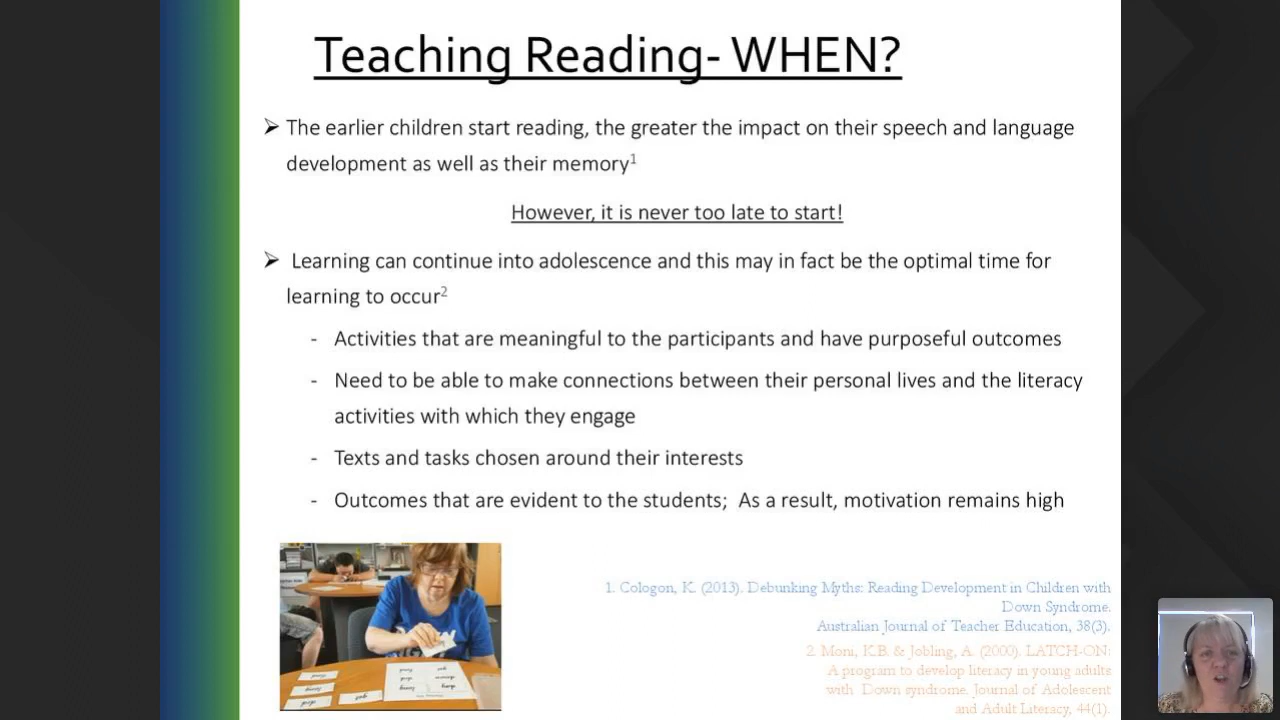 Teaching Reading- WHEN?
The earlier children start reading, the greater the impact on their speech and language
development as well as their memory1
However, it is never too late to start!
Learning can continue into adolescence and this may in fact be the optimal time for
learning to occur2
- Activities that are meaningful to the participants and have purposeful outcomes
- Need to be able to make connections between their personal lives and the literacy
activities with which they engage
- Texts and tasks chosen around their interests
- Outcomes that are evident to the students; As a result, motivation remains high
1. Cologon, K. (2013). Debunking Myths: Reading Development in Children with
Down Syndrome.
Australian Journal of Teacher Education, 38(3).
2. Moni, K.B. & Jobling, A. (2000). LATCH-ON:
A program to develop literacy in young adults
with Down syndrome. Journal of Adolescent
and Adult Literacy, 44(1).